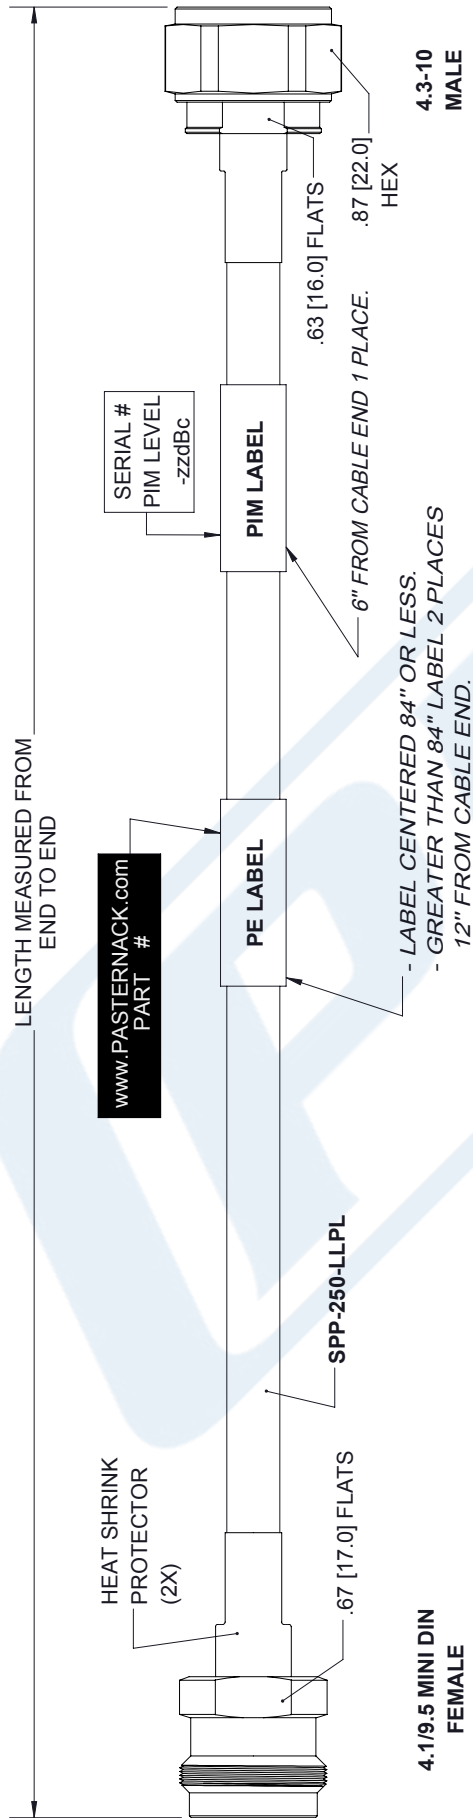 LENGTH MEASURED FROM
END TO END
HEAT SHRINK
PROTECTOR
(2X)
www.PASTERNACK.com
PART #
SERIAL #
PIM LEVEL
-zzdBc
PE LABEL
PIM LABEL
.67 [17.0] FLATS
SPP-250-LLPL
- LABEL CENTERED 84" OR LESS.
- GREATER THAN 84" LABEL 2 PLACES
12" FROM CABLE END.
6" FROM CABLE END 1 PLACE.
.63 [16.0] FLATS
.87 [22.0]
HEX
4.1/9.5 MINI DIN
FEMALE
4.3-10
MALE